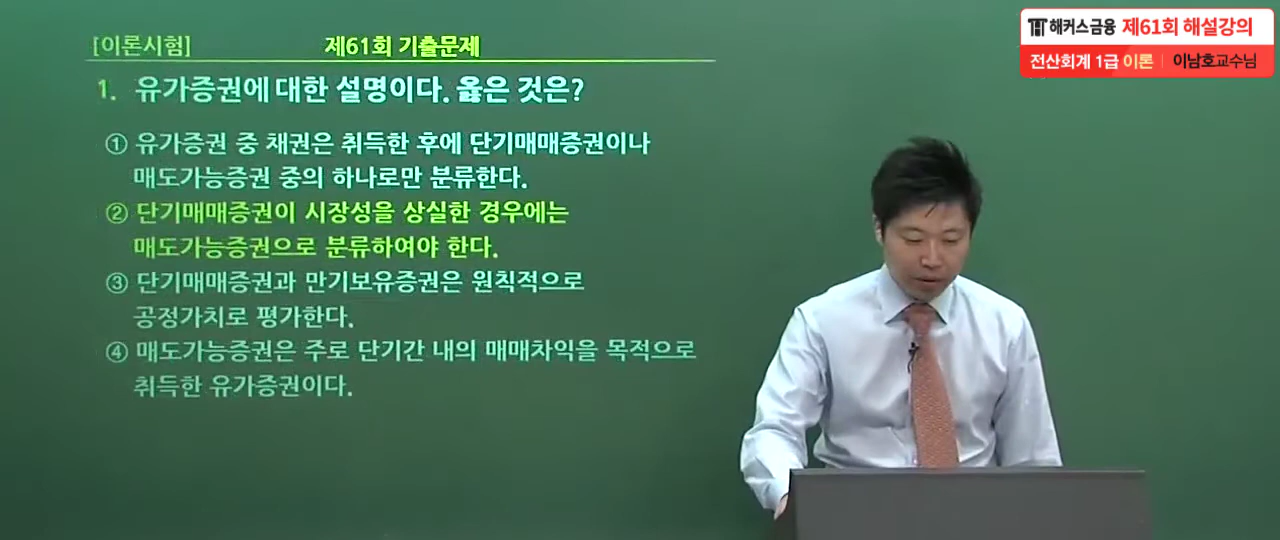 [이론시험] 제61회 기출문제
해커스금융 제61회 해설강의
전산회계 1급 이론 | 이남호교수님
1. 유가증권에 대한 설명이다. 옳은 것은?
① 유가증권 중 채권은 취득한 후에 단기매매증권이나
매도가능증권 중의 하나로만 분류한다.
② 단기매매증권이 시장성을 상실한 경우에는
매도가능증권으로 분류하여야 한다.
③ 단기매매증권과 만기보유증권은 원칙적으로
공정가치로 평가한다.
④ 매도가능증권은 주로 단기간 내의 매매차익을 목적으로
취득한 유가증권이다.